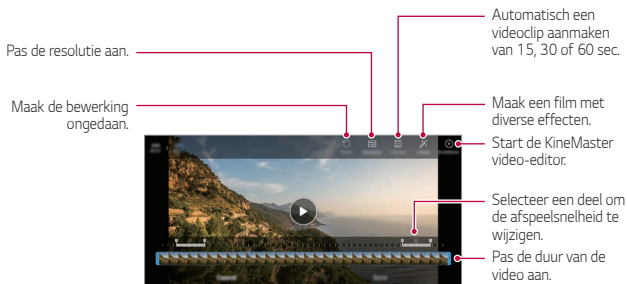 Pas de resolutie aan.
Maak de bewerking
ongedaan.
Automatisch een
videoclip aanmaken
van 15, 30 of 60 sec.
Maak een film met
diverse effecten.
Start de KineMaster
video-editor.
Selecteer een deel om
de afspeelsnelheid te
wijzigen.
Pas de duur van de
video aan.